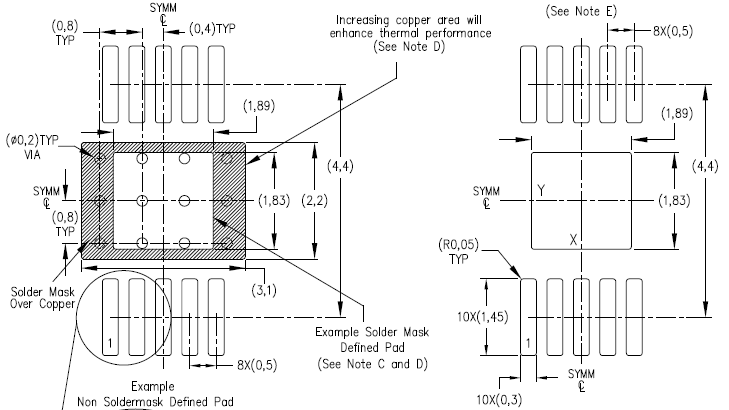 SYMM
℄
(0,8)
TYP
(0,4)TYP
Increasing copper area will
enhance thermal performance
(See Note D)
(1,89)
(ø0,2)TYP
VIA
SYMM
℄
(0,8)
TYP
(4,4)
(1,83)
(2,2)
(3,1)
Solder Mask
Over Copper
1
8X(0,5)
Example Solder Mask
Defined Pad
(See Note C and D)
Example
Non Soldermask Defined Pad
(See Note E)
8X(0,5)
(1,89)
(4,4)
SYMM
℄
Y
X
(1,83)
(R0,05)
TYP
10X(1,45)
1
10X(0,3)
SYMM
℄